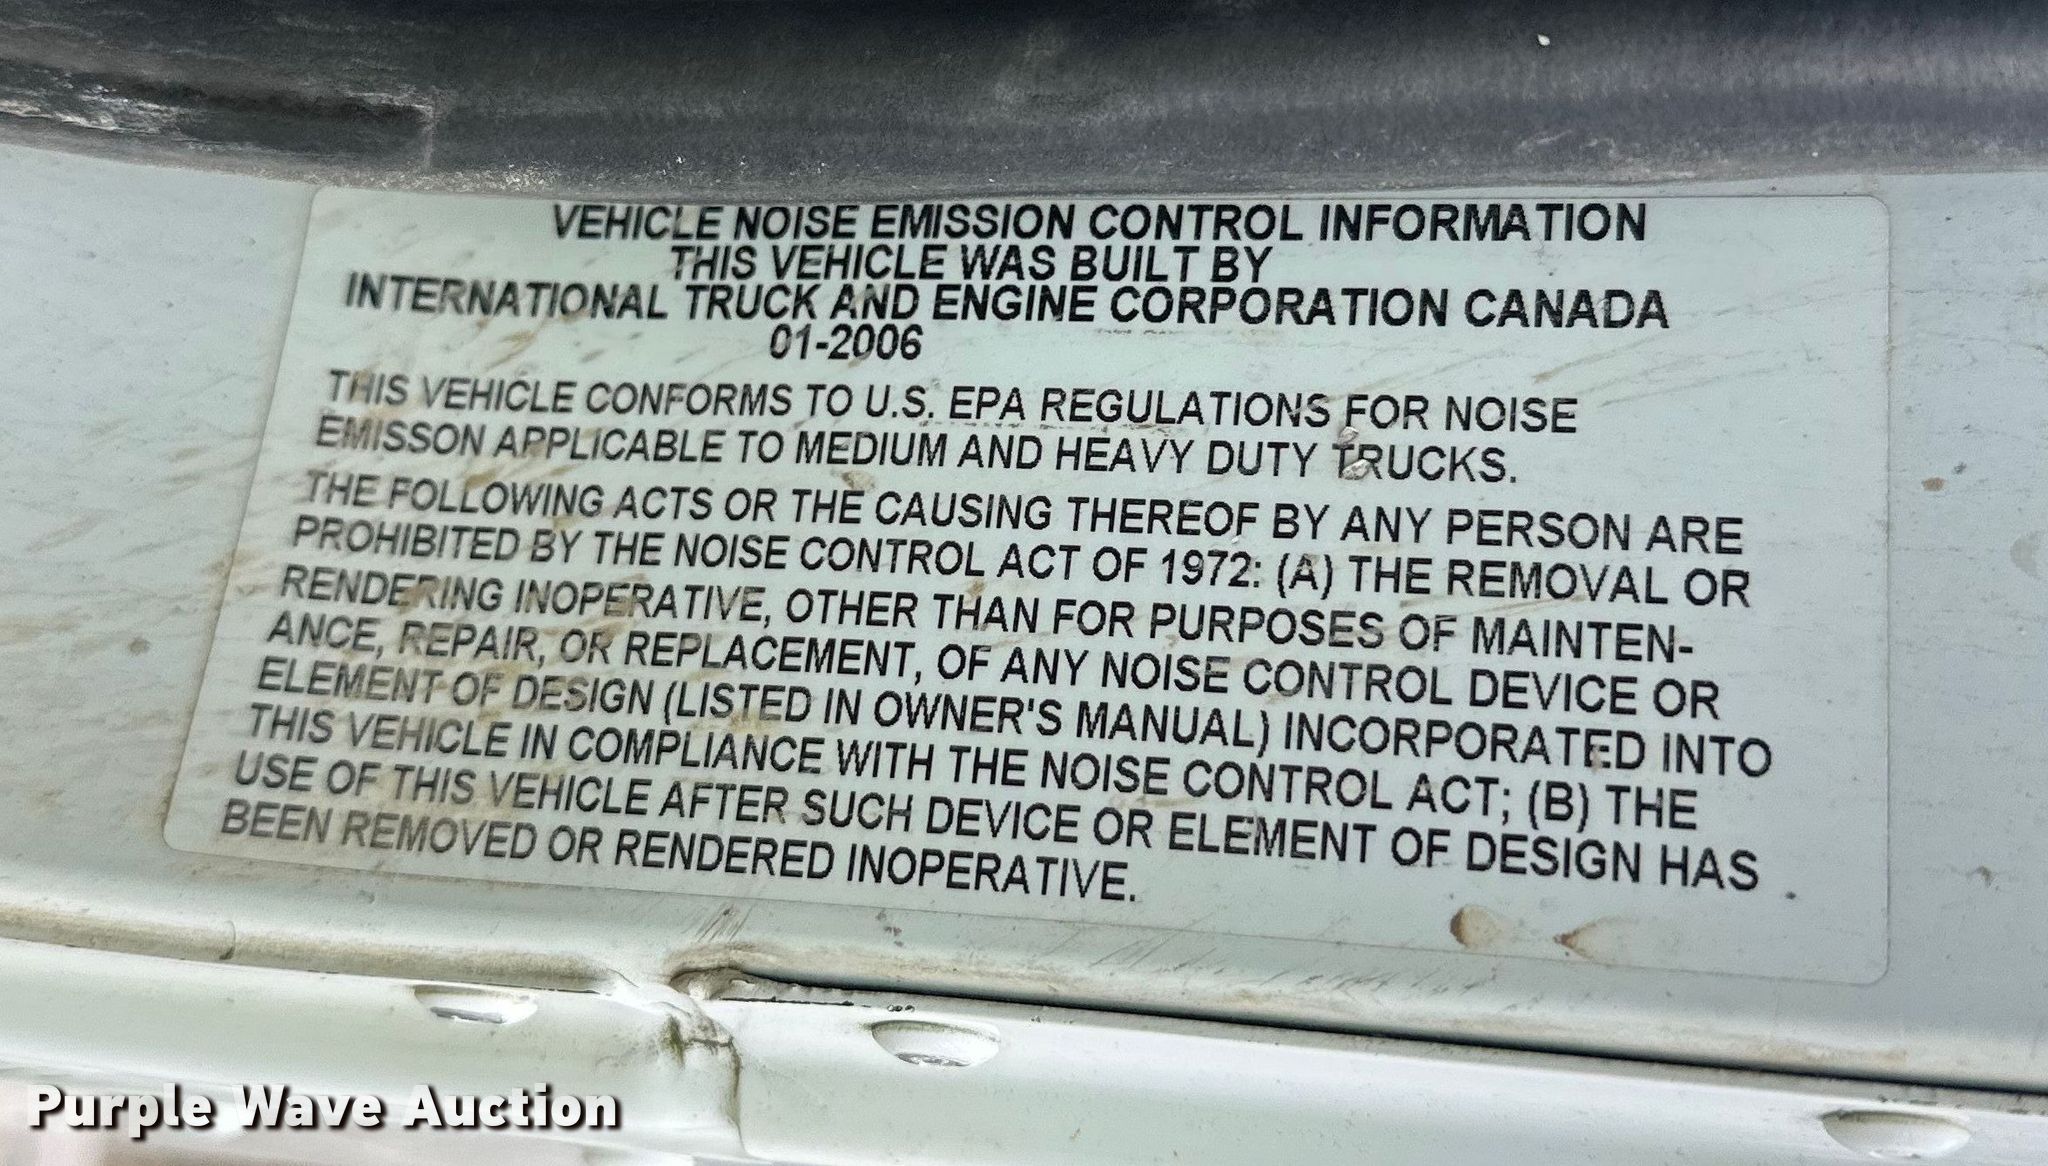 VEHICLE NOISE EMISSION CONTROL INFORMATION
THIS VEHICLE WAS BUILT BY
INTERNATIONAL TRUCK AND ENGINE CORPORATION CANADA
01-2006
THIS VEHICLE CONFORMS TO U.S. EPA REGULATIONS FOR NOISE
EMISSON APPLICABLE TO MEDIUM AND HEAVY DUTY TRUCKS.
THE FOLLOWING ACTS OR THE CAUSING THEREOF BY ANY PERSON ARE
PROHIBITED BY THE NOISE CONTROL ACT OF 1972: (A) THE REMOVAL OR
RENDERING INOPERATIVE, OTHER THAN FOR PURPOSES OF MAINTEN-
ANCE, REPAIR, OR REPLACEMENT, OF ANY NOISE CONTROL DEVICE OR
ELEMENT OF DESIGN (LISTED IN OWNER'S MANUAL) INCORPORATED INTO
THIS VEHICLE IN COMPLIANCE WITH THE NOISE CONTROL ACT; (B) THE
USE OF THIS VEHICLE AFTER SUCH DEVICE OR ELEMENT OF DESIGN HAS
BEEN REMOVED OR RENDERED INOPERATIVE.
Purple Wave Auction